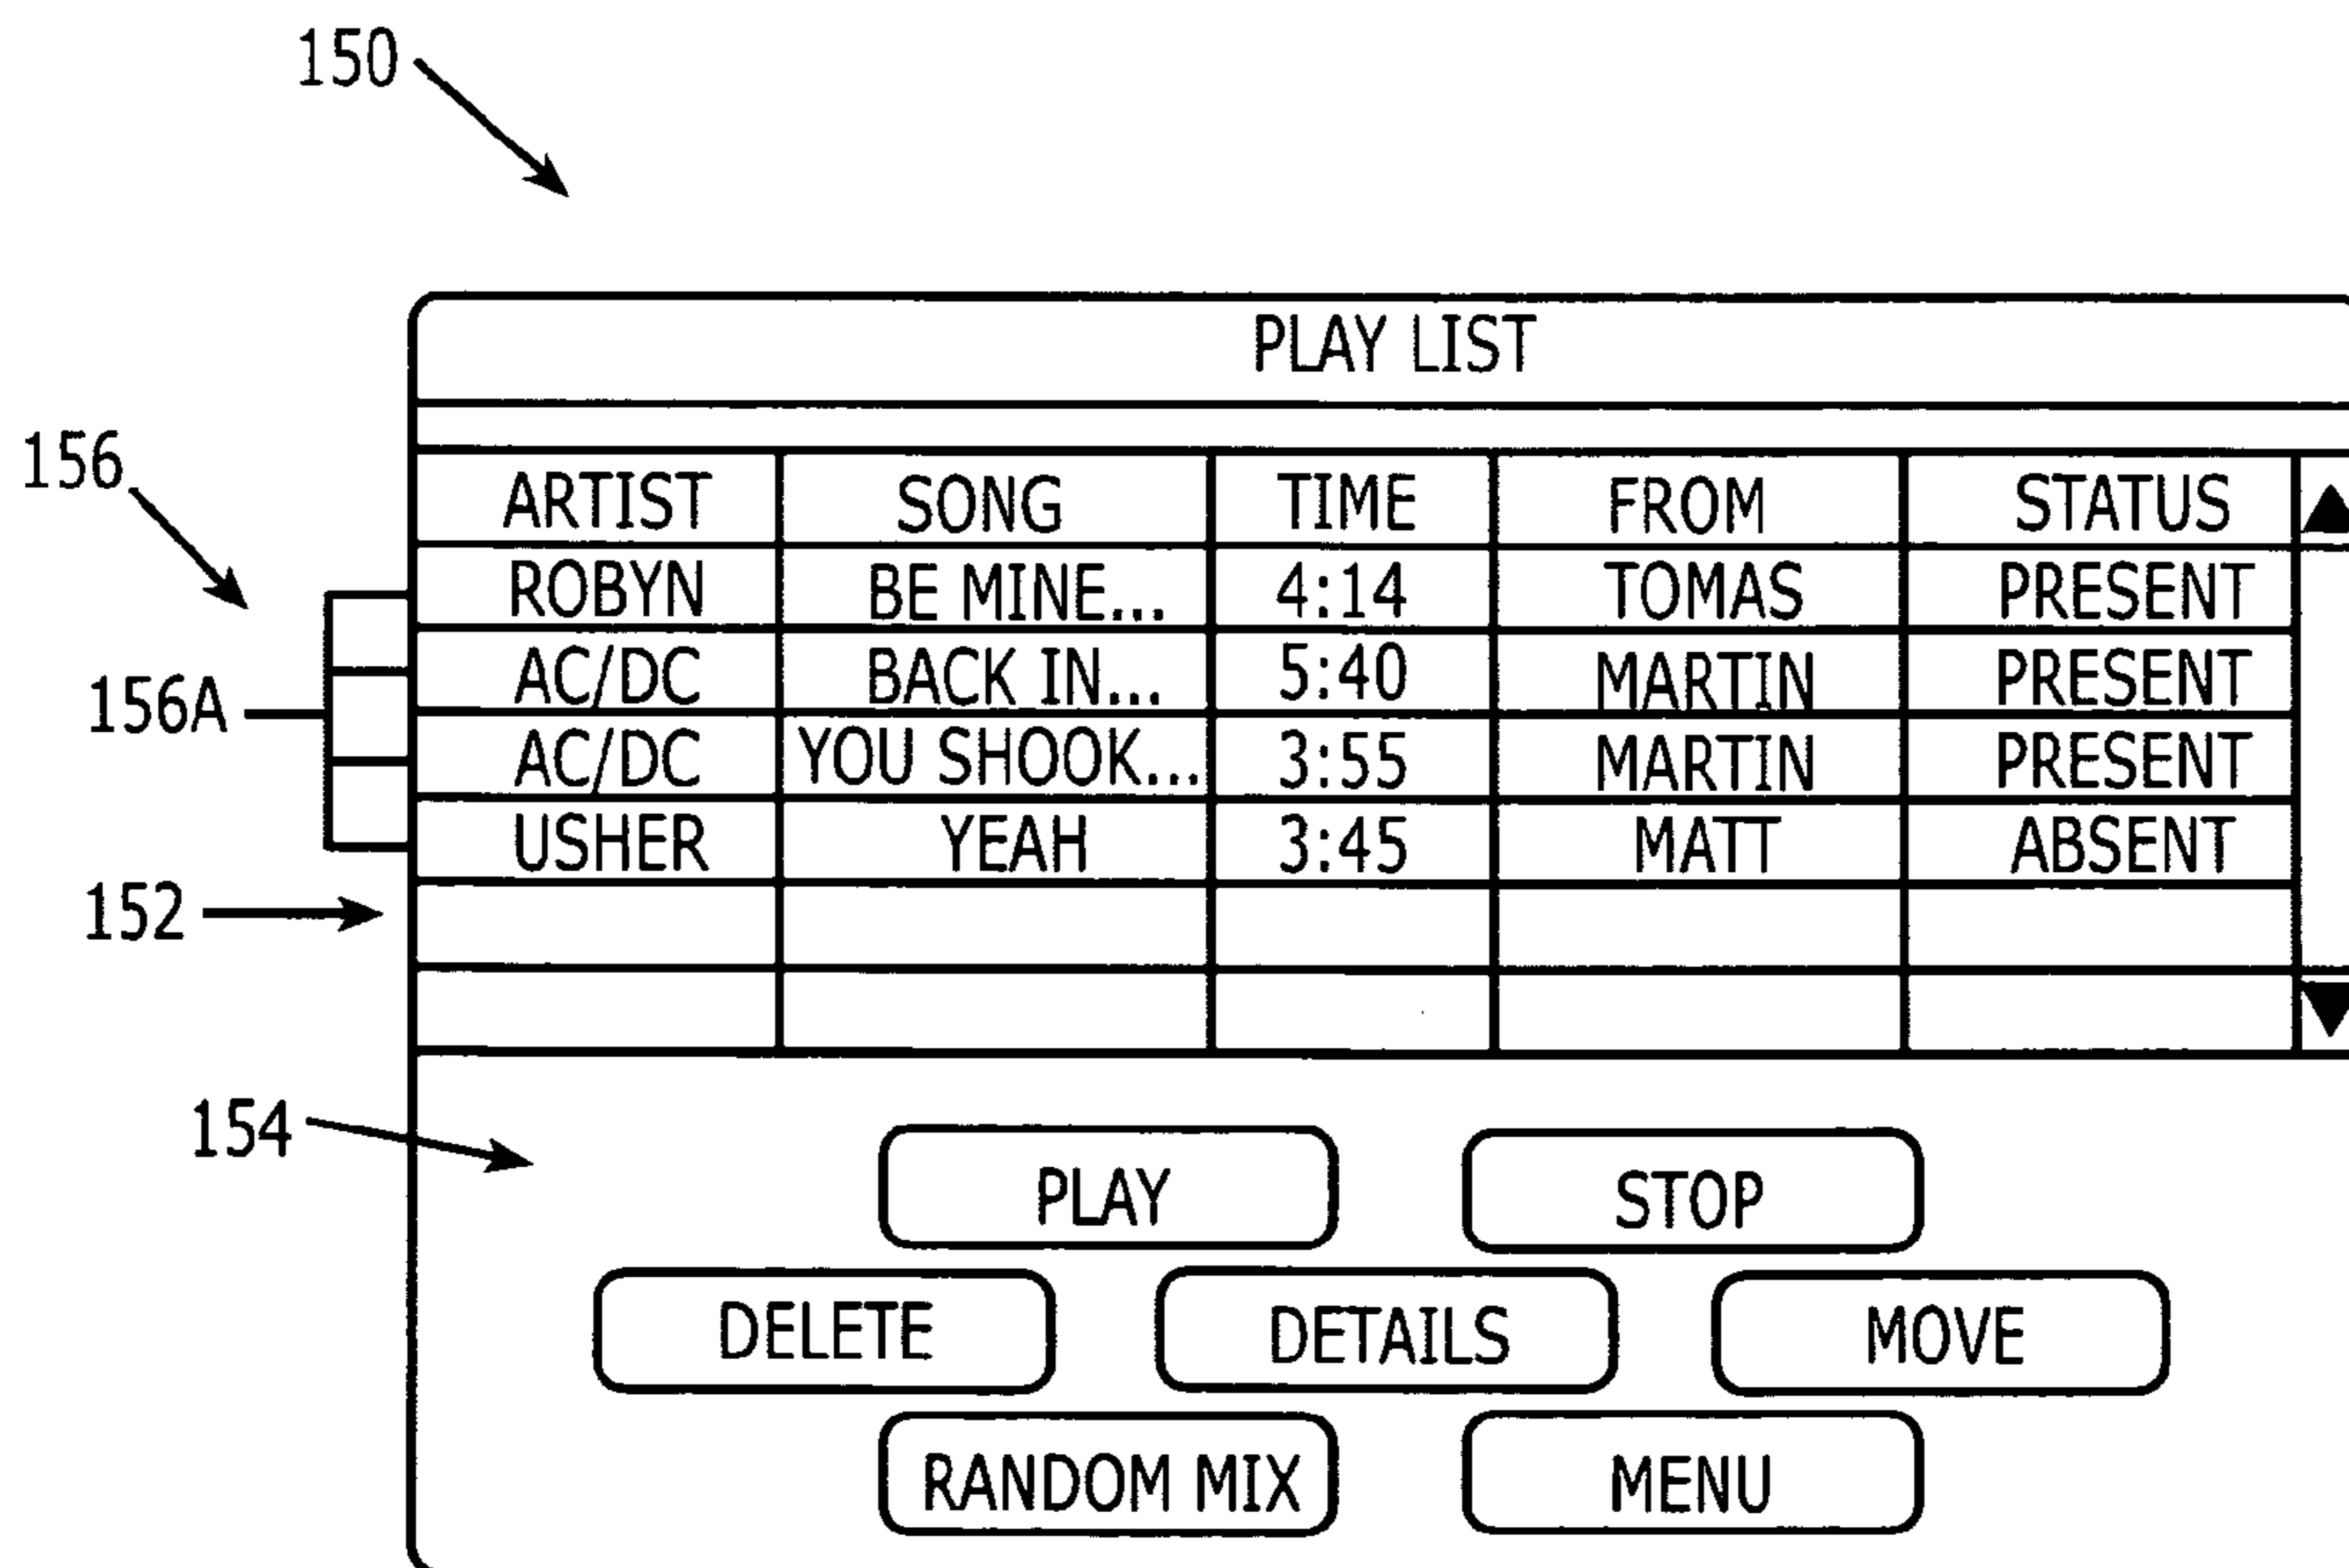 150
PLAY LIST
156
ARTIST SONG TIME FROM STATUS
ROBYN BE MINE... 4:14 TOMAS PRESENT
156A
AC/DC BACK IN... 5:40 MARTIN PRESENT
AC/DC YOU SHOOK... 3:55 MARTIN PRESENT
USHER YEAH 3:45 MATT ABSENT
152
154
PLAY STOP
DELETE DETAILS MOVE
RANDOM MIX MENU